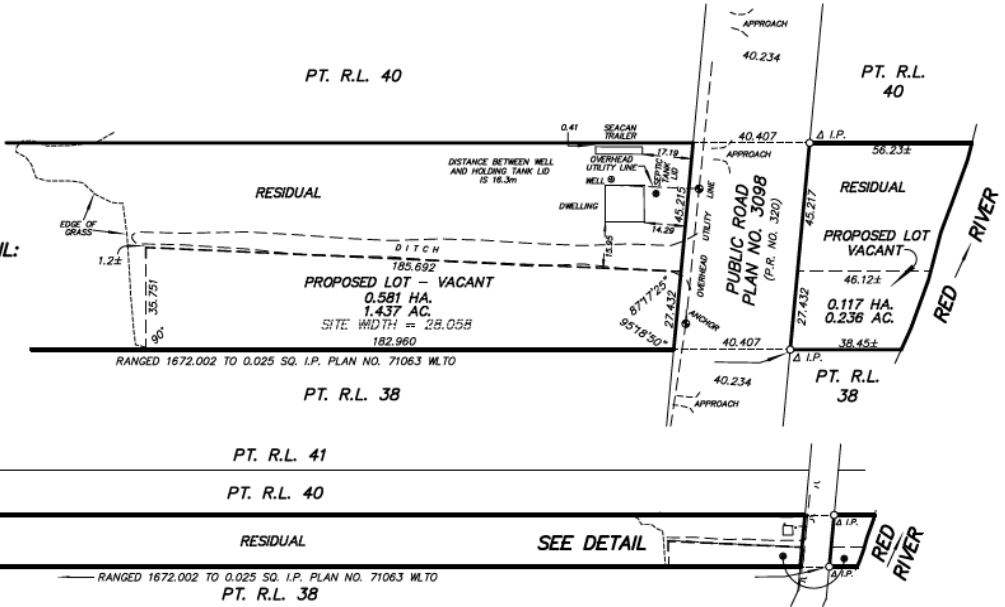 APPROACH
40.234
PT. R.L. 40
PT. R.L.
40
0.41
SEACAN
TRAILER
40.407
Δ I.P.
17.19
APPROACH
56.23±
DISTANCE BETWEEN WELL
AND HOLDING TANK LID
IS 16.3m
OVERHEAD
UTILITY LINE
SEPTIC
TANK
LID
WELL
RESIDUAL
DWELLING
45.215
14.29
15.95
OVERHEAD UTILITY LINE
PUBLIC ROAD
PLAN NO. 3098
(P.R. NO. 320)
45.217
RESIDUAL
RED RIVER
EDGE OF
GRASS
IL:
DITCH
1.2±
185.692
PROPOSED LOT
VACANT
46.12±
PROPOSED LOT - VACANT
0.581 HA.
1.437 AC.
SITE WIDTH = 28.058
35.751
90°
182.960
87°17'25"
27.432
95°18'50"
ANCHOR
27.432
0.117 HA.
0.236 AC.
40.407
38.45±
Δ I.P.
RANGED 1672.002 TO 0.025 SQ. I.P. PLAN NO. 71063 WLTO
PT. R.L. 38
40.234
APPROACH
PT. R.L.
38
PT. R.L. 41
PT. R.L. 40
RESIDUAL
SEE DETAIL
Δ I.P.
RED
RIVER
RANGED 1672.002 TO 0.025 SQ. I.P. PLAN NO. 71063 WLTO
Δ I.P.
PT. R.L. 38